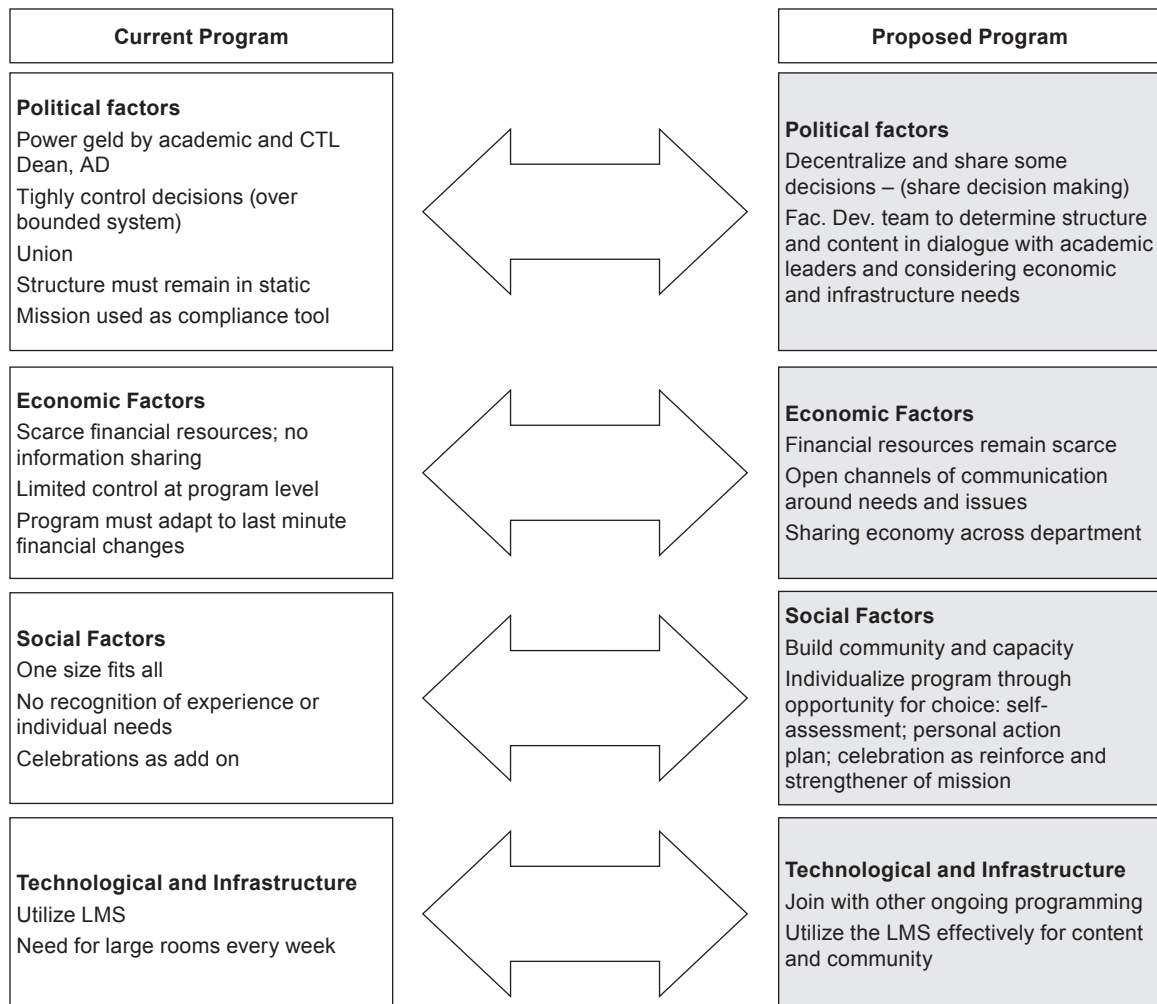 Current Program
Proposed Program
Political factors
Power geld by academic and CTL
Dean, AD
Tighly control decisions (over
bounded system)
Union
Structure must remain in static
Mission used as compliance tool
Political factors
Decentralize and share some
decisions – (share decision making)
Fac. Dev. team to determine structure
and content in dialogue with academic
leaders and considering economic
and infrastructure needs
Economic Factors
Scarce financial resources; no
information sharing
Limited control at program level
Program must adapt to last minute
financial changes
Economic Factors
Financial resources remain scarce
Open channels of communication
around needs and issues
Sharing economy across department
Social Factors
One size fits all
No recognition of experience or
individual needs
Celebrations as add on
Social Factors
Build community and capacity
Individualize program through
opportunity for choice: self-
assessment; personal action
plan; celebration as reinforce and
strengthener of mission
Technological and Infrastructure
Utilize LMS
Need for large rooms every week
Technological and Infrastructure
Join with other ongoing programming
Utilize the LMS effectively for content
and community